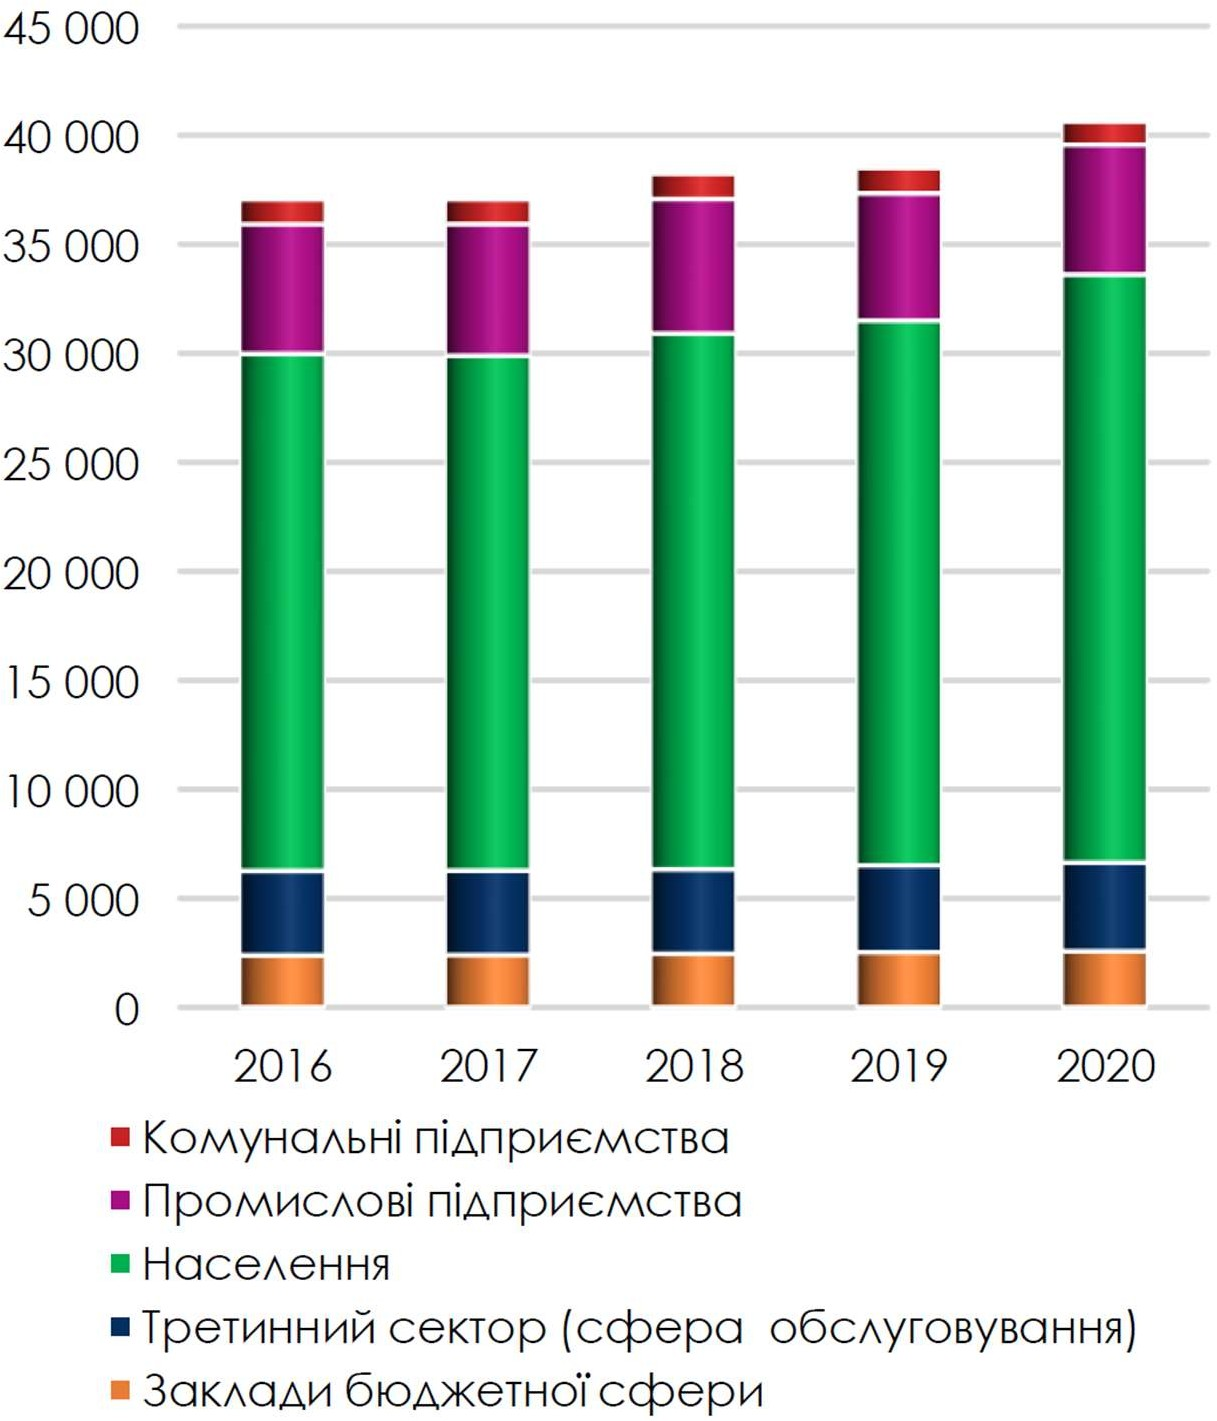 45 000
40 000
35 000
30 000
25 000
20 000
15 000
10 000
5 000
0
2016 2017 2018 2019 2020
Комунальні підприємства
Промислові підприємства
Населення
Третинний сектор (сфера обслуговування)
Заклади бюджетної сфери